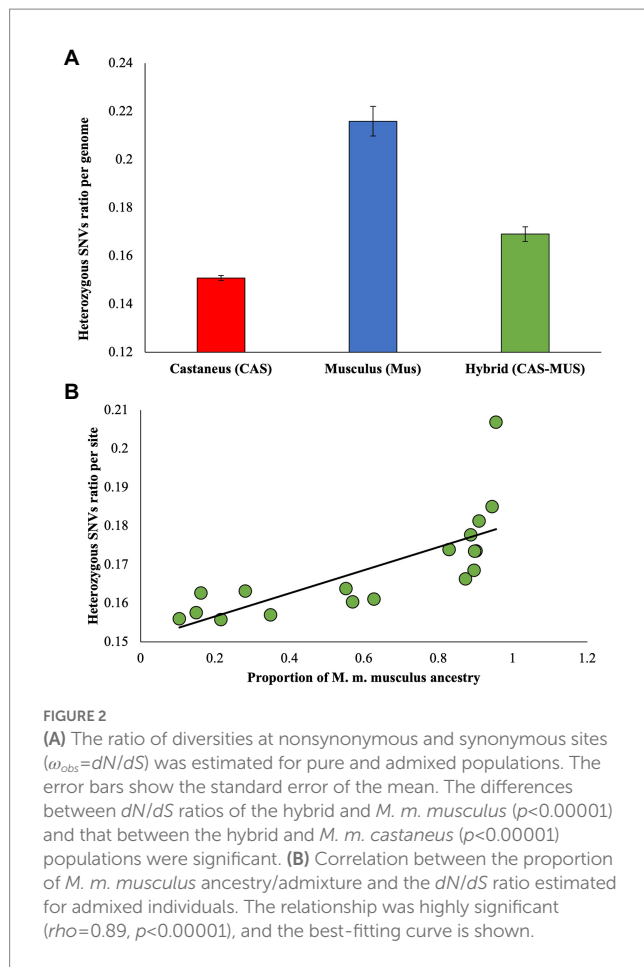 A
Heterozygous SNVs ratio per genome
0.24
0.22
0.2
0.18
0.16
0.14
0.12
Castaneus (CAS)
Musculus (Mus)
Hybrid (CAS-MUS)
B
Heterozygous SNVs ratio per site
0.21
0.2
0.19
0.18
0.17
0.16
0.15
0
0.2
0.4
0.6
0.8
1
1.2
Proportion of M. m. musculus ancestry
FIGURE 2
(A) The ratio of diversities at nonsynonymous and synonymous sites
(ωobs=dN/dS) was estimated for pure and admixed populations. The
error bars show the standard error of the mean. The differences
between dN/dS ratios of the hybrid and M. m. musculus (p<0.00001)
and that between the hybrid and M. m. castaneus (p<0.00001)
populations were significant. (B) Correlation between the proportion
of M. m. musculus ancestry/admixture and the dN/dS ratio estimated
for admixed individuals. The relationship was highly significant
(rho=0.89, p<0.00001), and the best-fitting curve is shown.